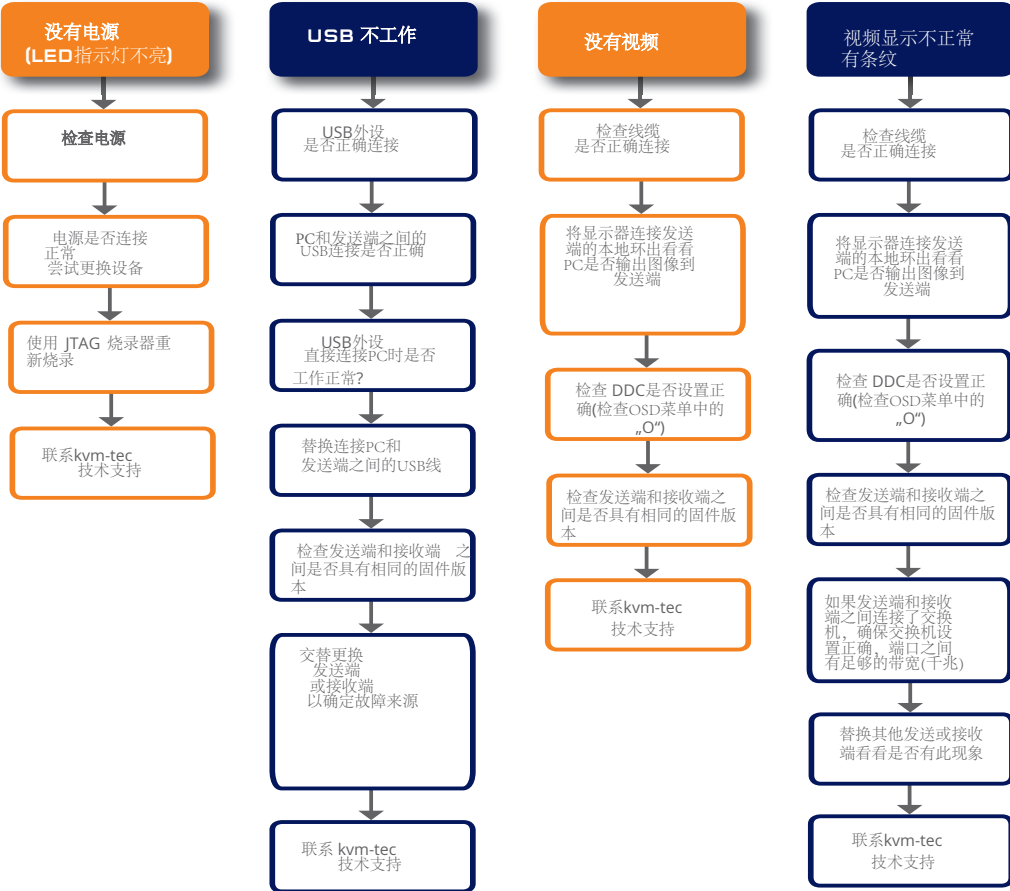 没有电源
(LED指示灯不亮)
检查电源
电源是否连接
正常
尝试更换设备
使用 JTAG 烧录器重
新烧录
联系kvm-tec
技术支持
USB 不工作
USB外设
是否正确连接
PC和发送端之间的
USB连接是否正确
USB外设
直接连接PC时是否
工作正常?
替换连接PC和
发送端之间的USB线
检查发送端和接收端 之
间是否具有相同的固件版
本
交替更换
发送端
或接收端
以确定故障来源
联系 kvm-tec
技术支持
没有视频
检查线缆
是否正确连接
将显示器连接发送
端的本地环出看看
PC是否输出图像到
发送端
检查 DDC是否设置正
确(检查OSD菜单中的
„O“)
检查发送端和接收端之
间是否具有相同的固件版
本
联系kvm-tec
技术支持
视频显示不正常
有条纹
检查线缆
是否正确连接
将显示器连接发送
端的本地环出看看
PC是否输出图像到
发送端
检查 DDC是否设置正
确(检查OSD菜单中的
„O“)
检查发送端和接收端之
间是否具有相同的固件版
本
如果发送端和接收
端之间连接了交换
机，确保交换机设
置正确，端口之间
有足够的带宽(千兆)
替换其他发送或接收
端看看是否有此现象
联系kvm-tec
技术支持